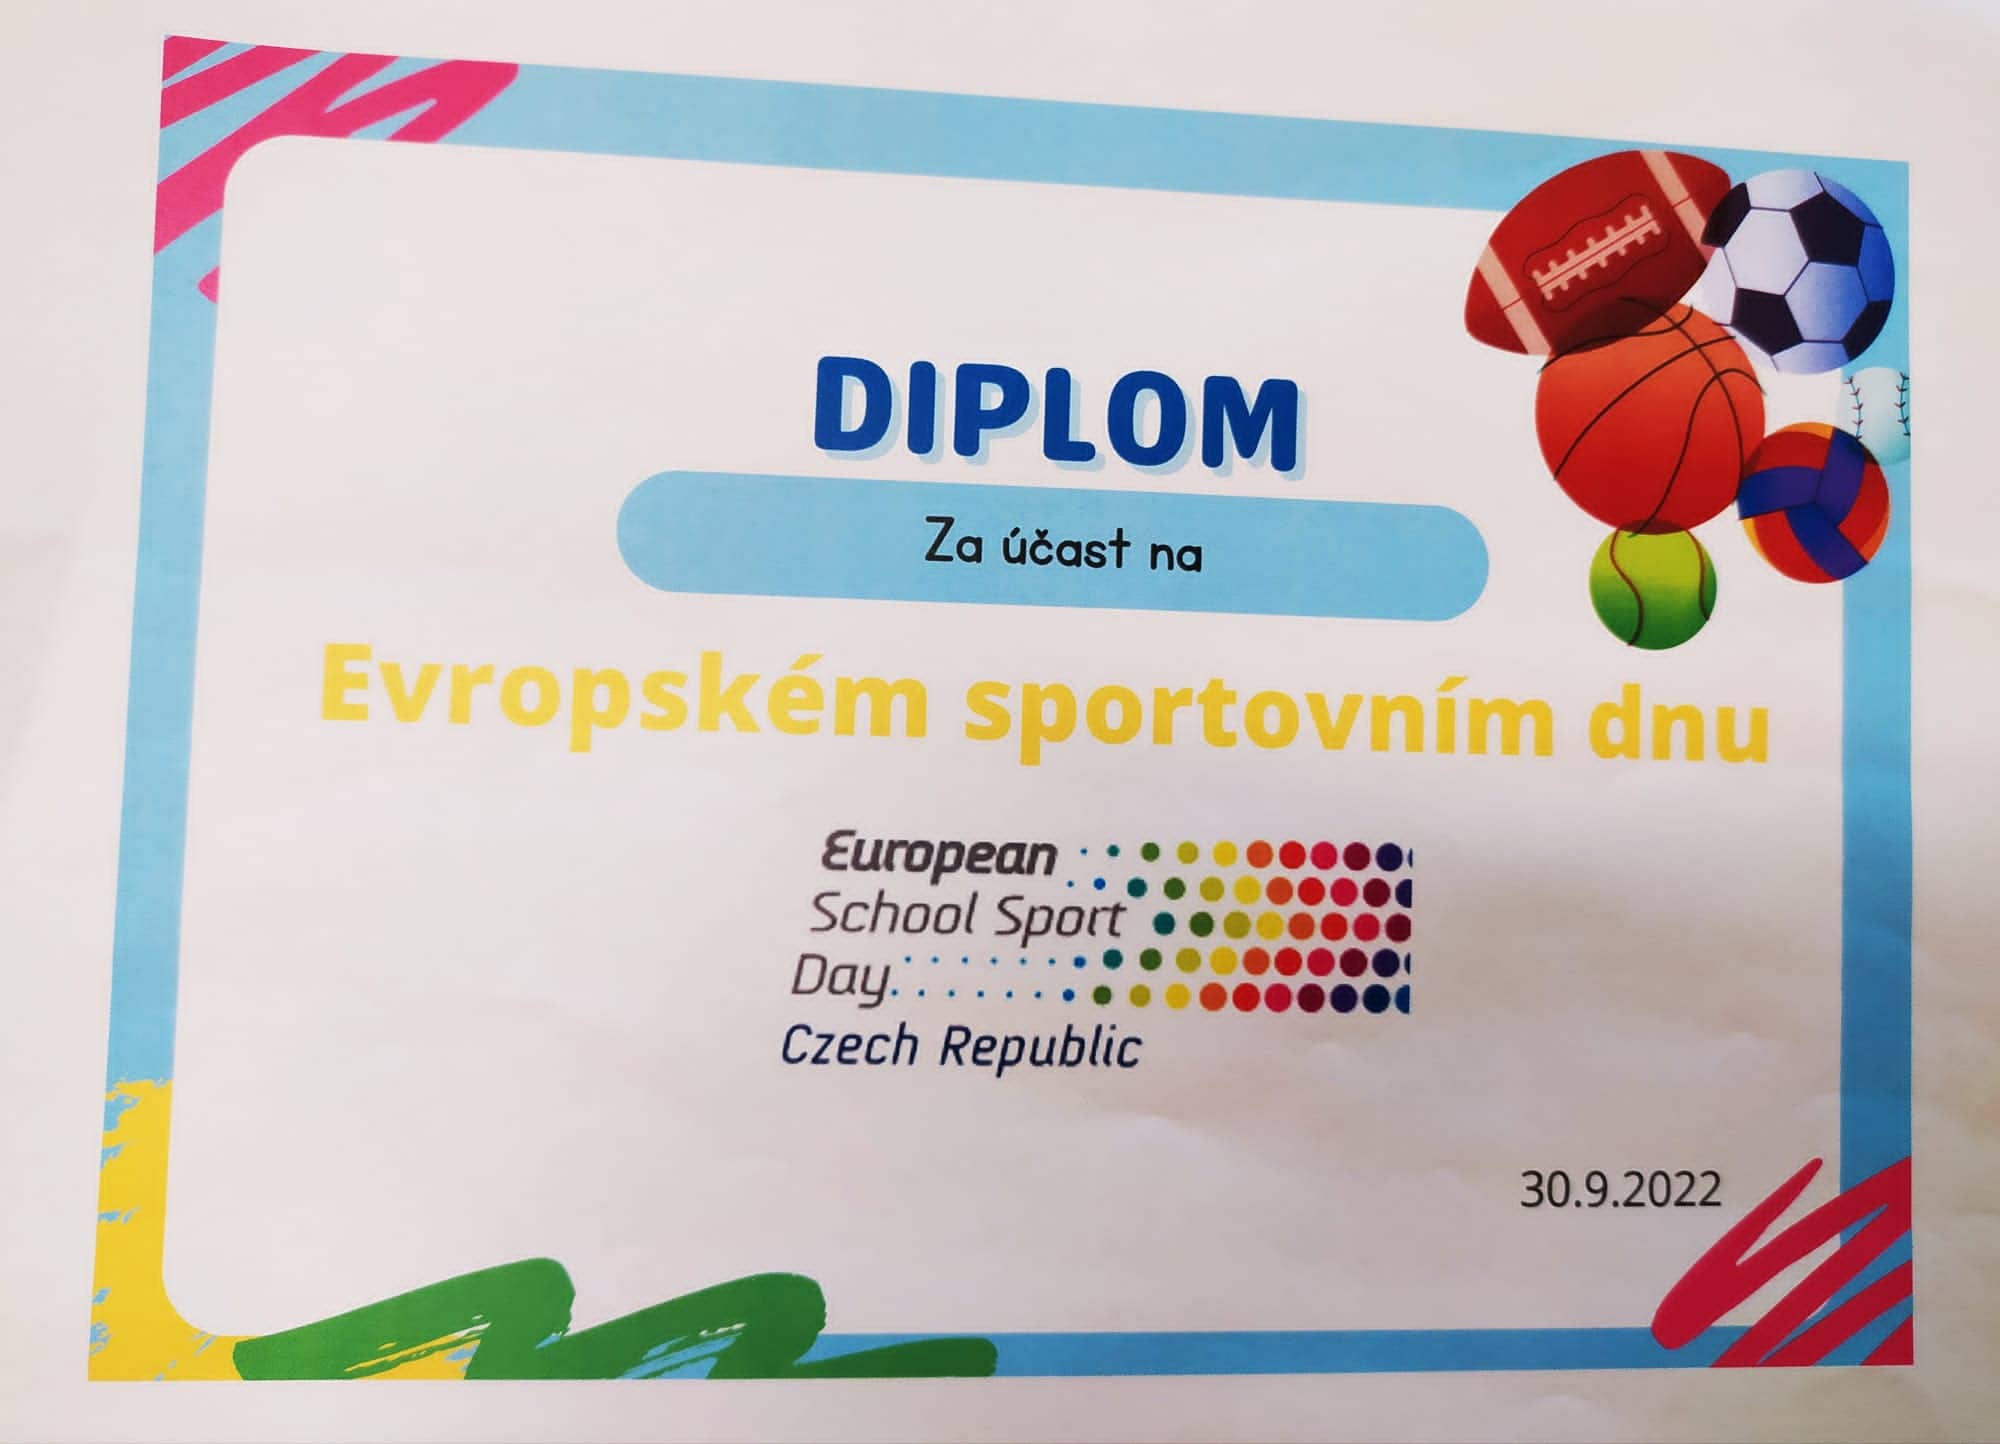 DIPLOM
Za účast na
Evropském sportovním dnu
European
School Sport
Day
Czech Republic
30.9.2022